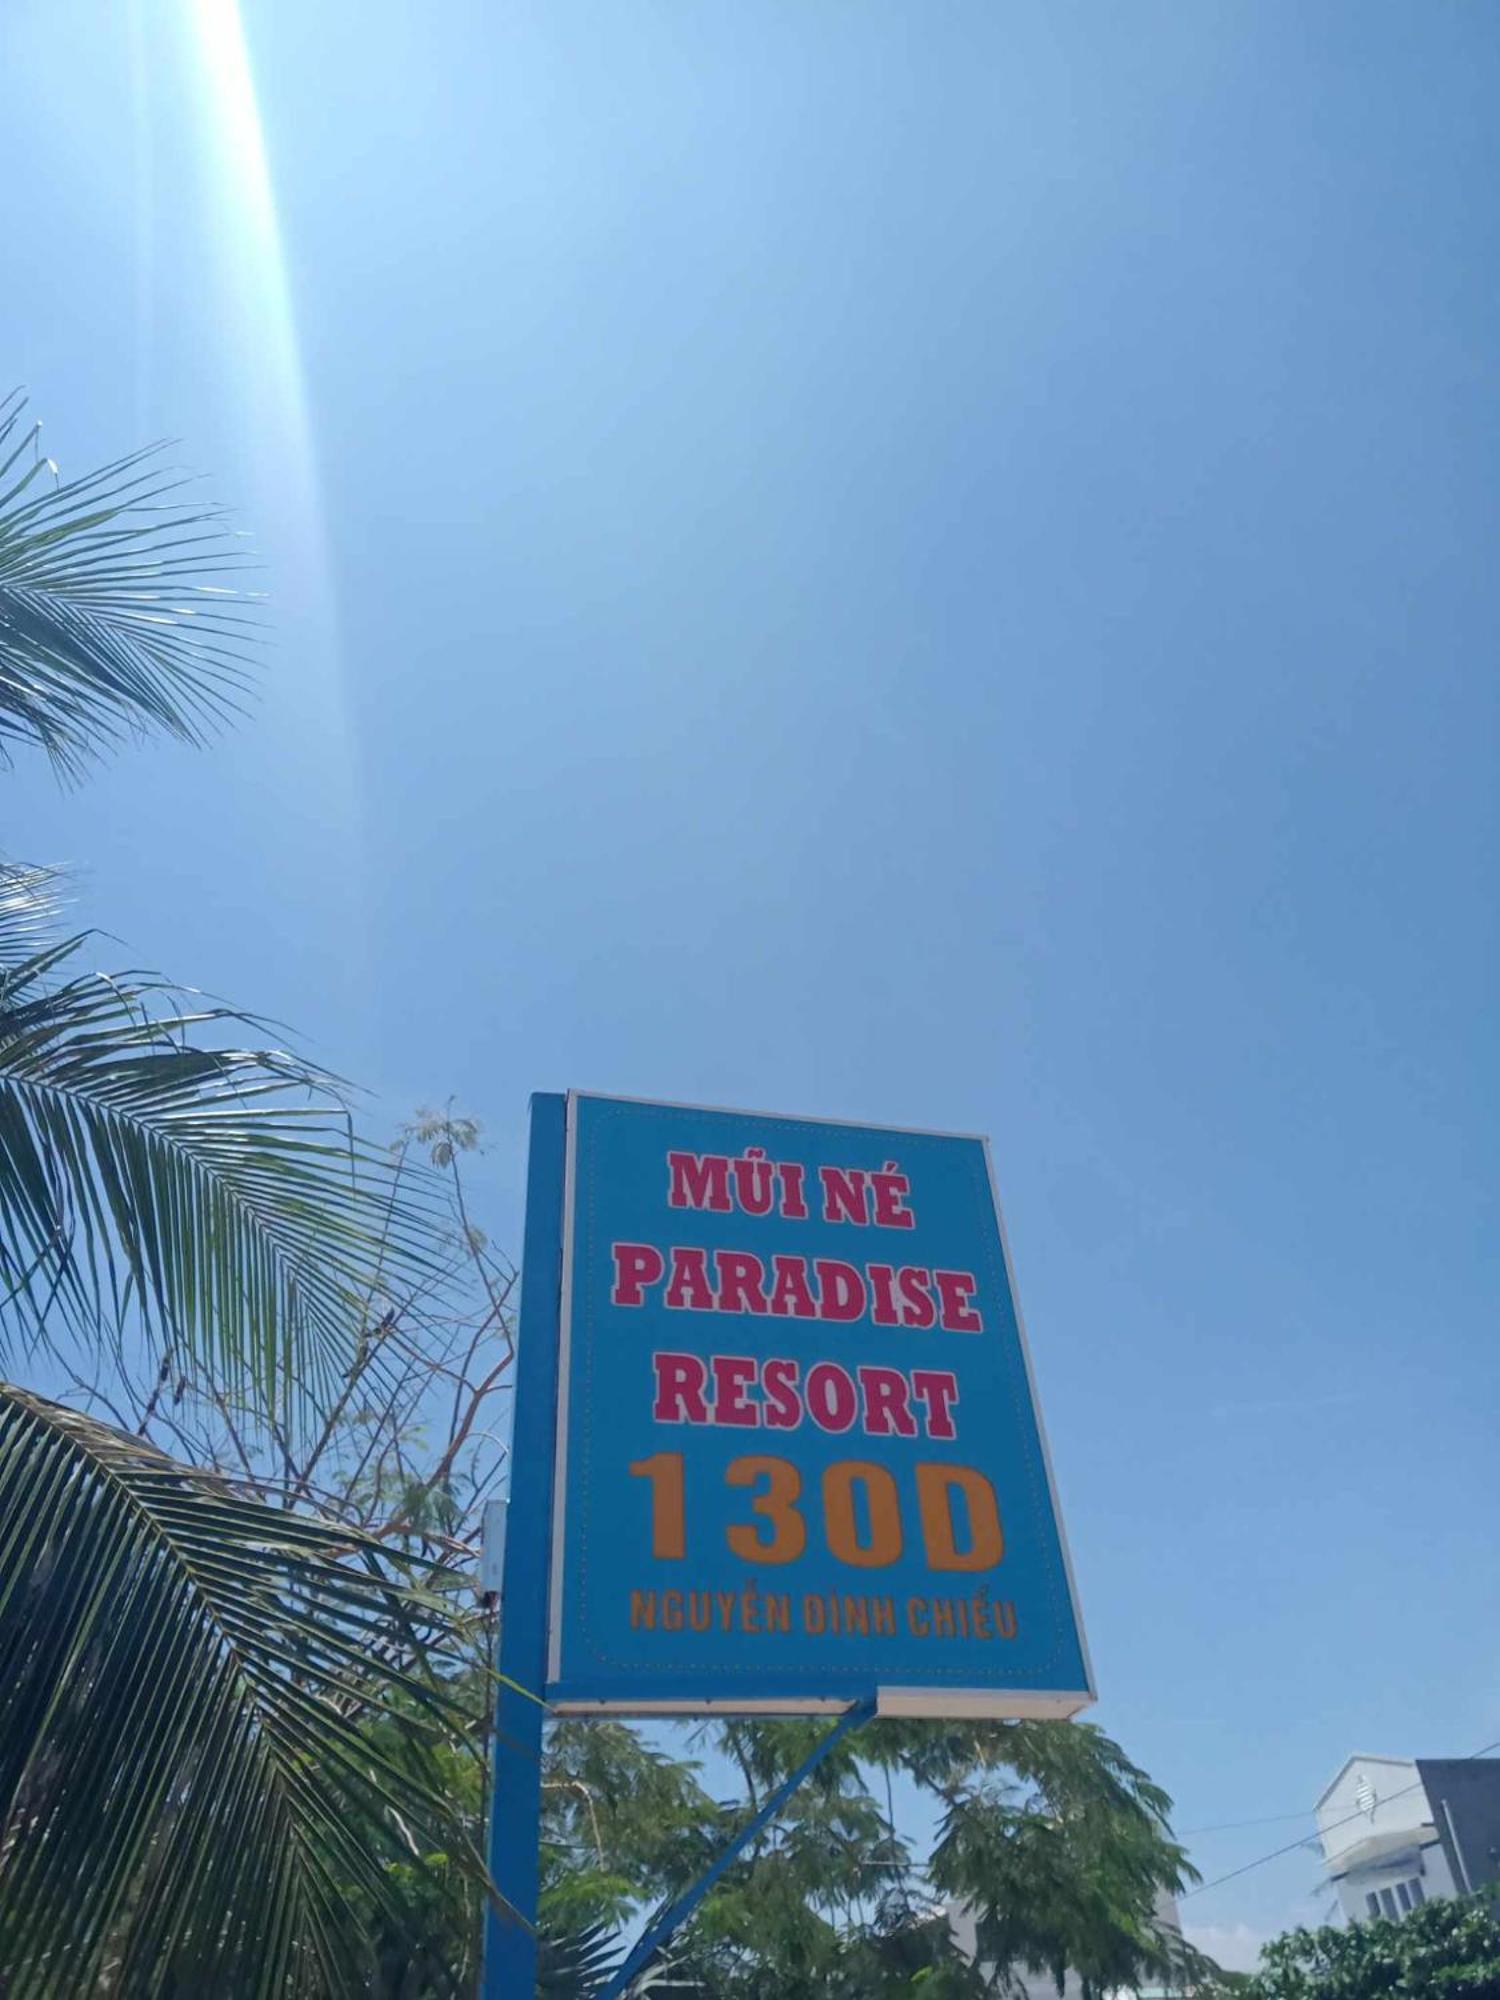 MŨI NÉ
PARADISE
RESORT
130D
NGUYỄN ĐÌNH CHIỂU